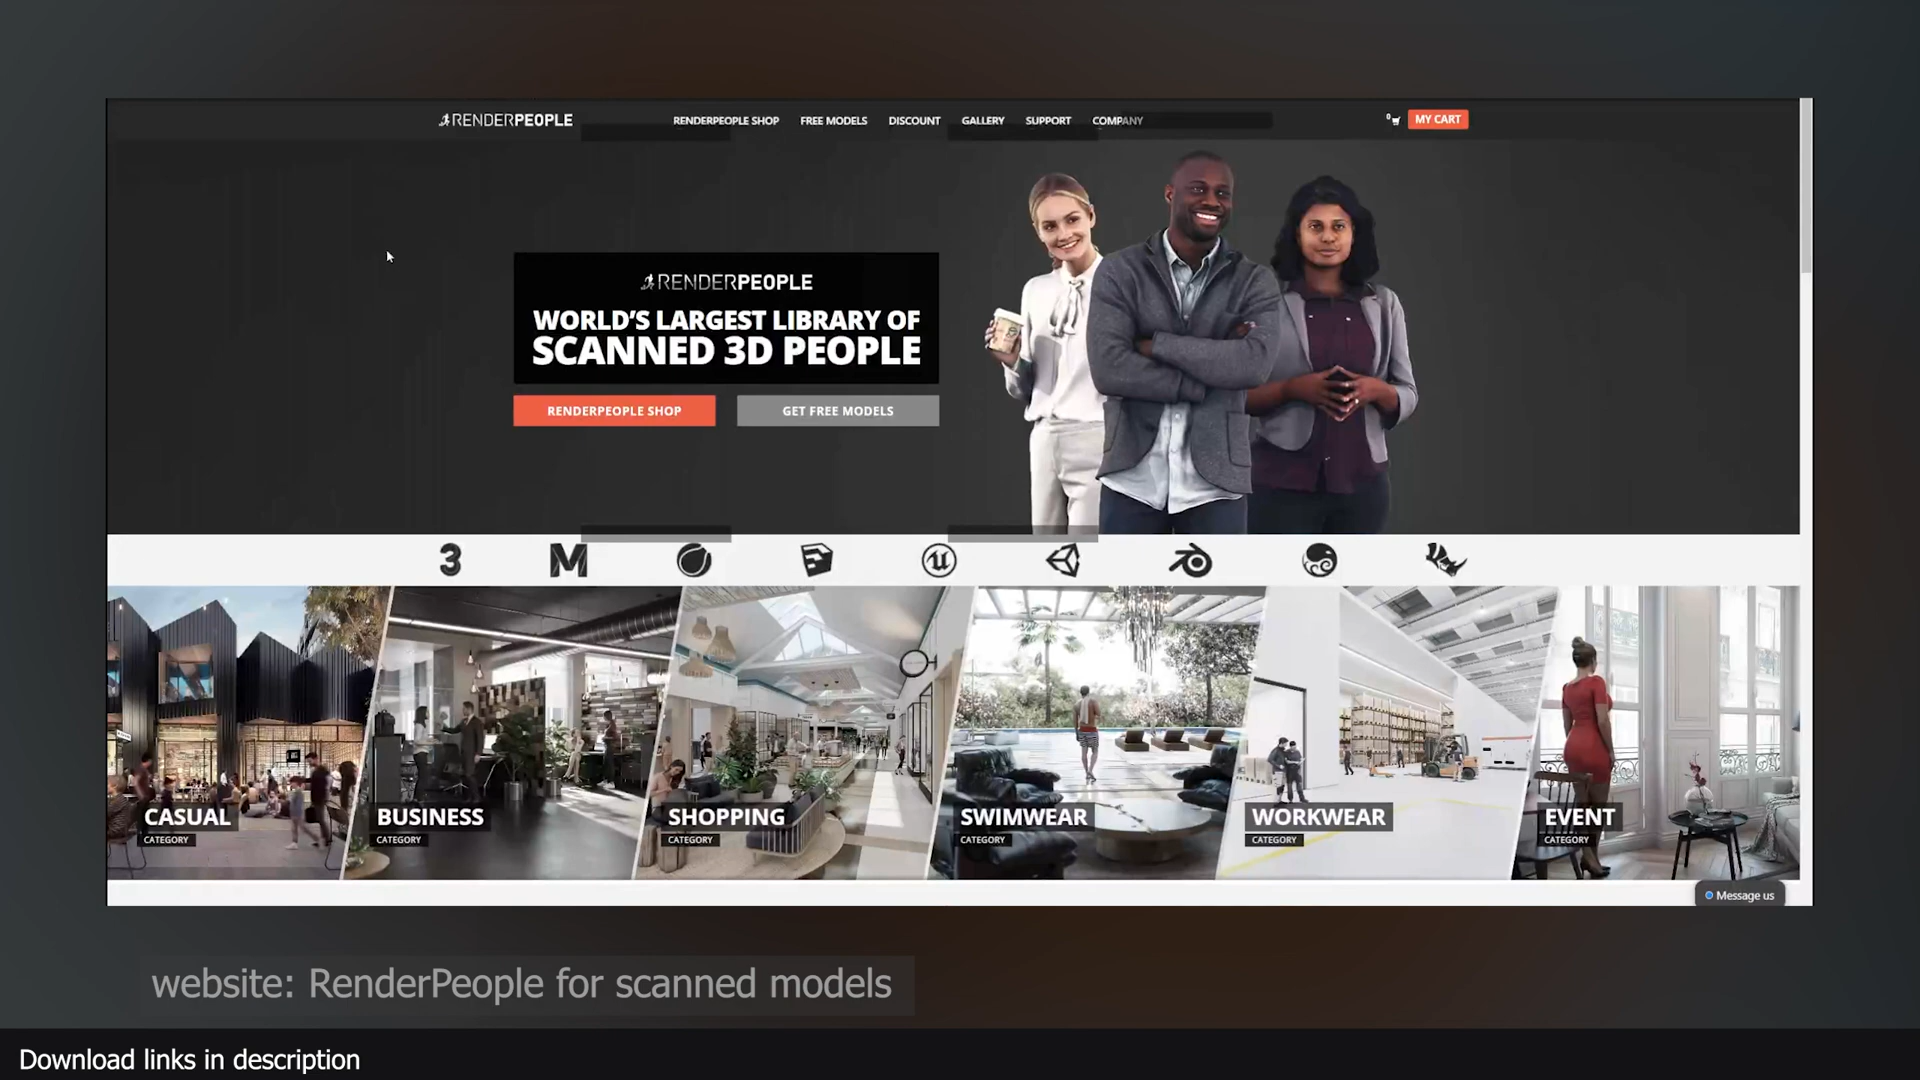 RENDERPEOPLE
RENDERPEOPLE SHOP FREE MODELS DISCOUNT GALLERY SUPPORT COMPANY
0 MY CART
RENDERPEOPLE
WORLD'S LARGEST LIBRARY OF
SCANNED 3D PEOPLE
RENDERPEOPLE SHOP GET FREE MODELS
CASUAL BUSINESS SHOPPING SWIMWEAR WORKWEAR EVENT
CATEGORY CATEGORY CATEGORY CATEGORY CATEGORY CATEGORY
Message us
website: RenderPeople for scanned models
Download links in description